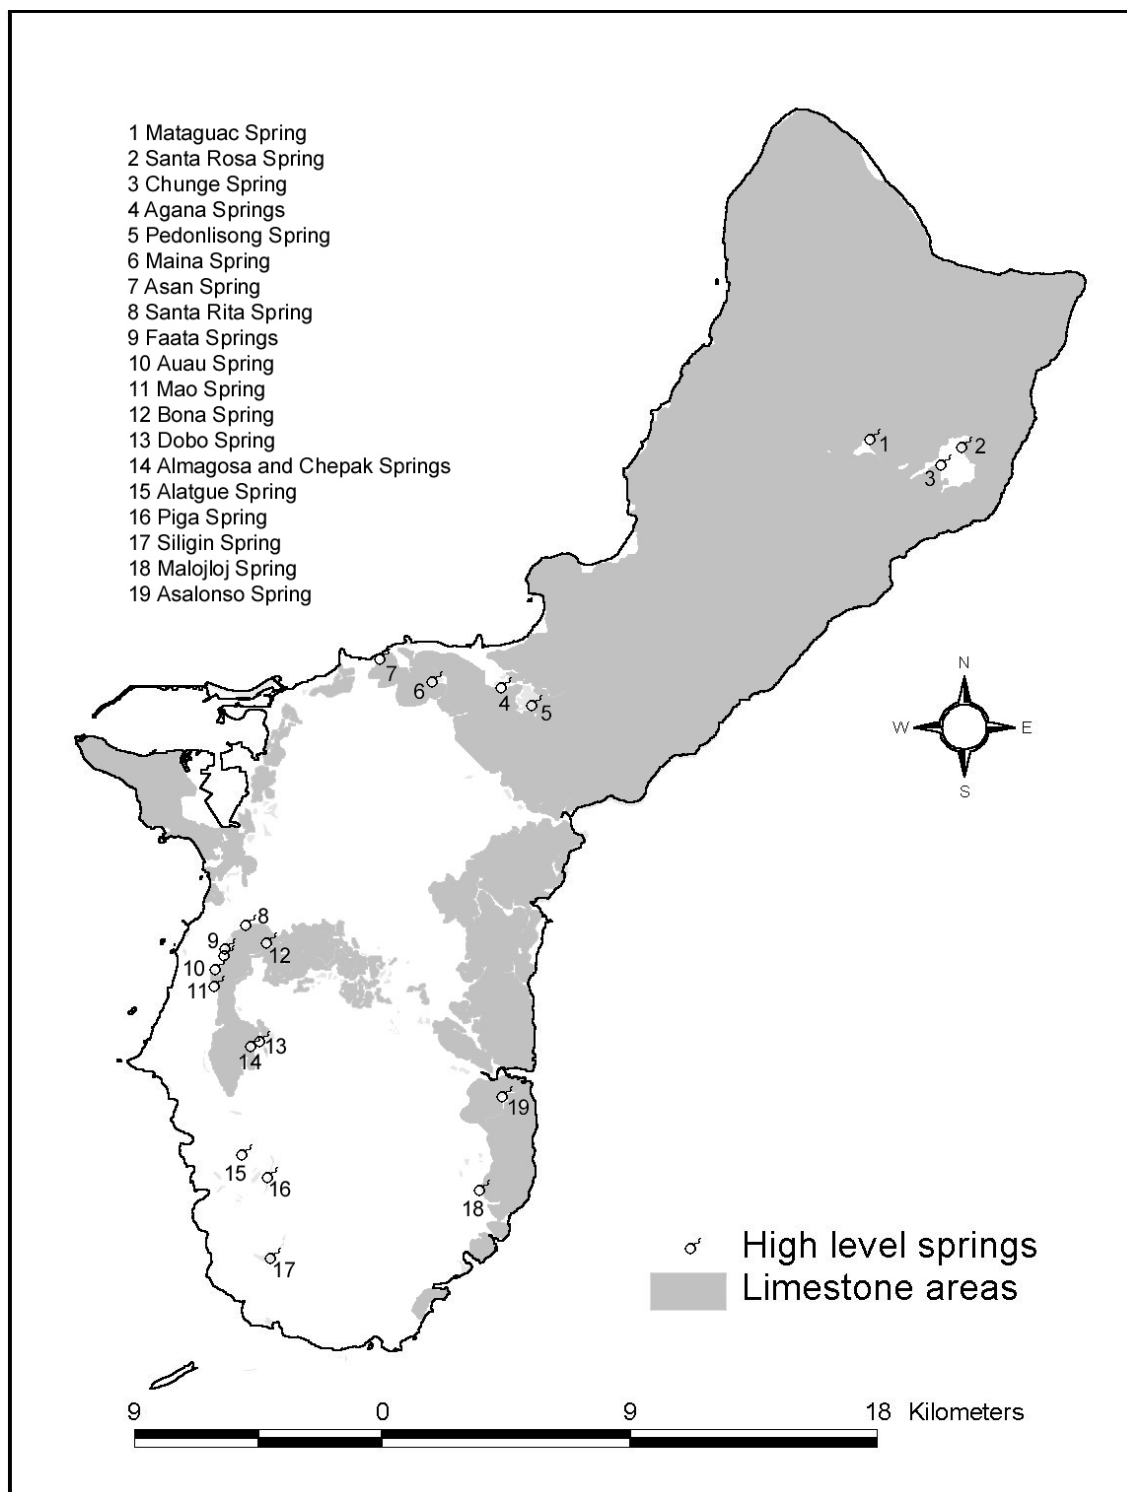 1 Mataguac Spring
2 Santa Rosa Spring
3 Chunge Spring
4 Agana Springs
5 Pedonlisong Spring
6 Maina Spring
7 Asan Spring
8 Santa Rita Spring
9 Faata Springs
10 Auau Spring
11 Mao Spring
12 Bona Spring
13 Dobo Spring
14 Almagosa and Chepak Springs
15 Alatgue Spring
16 Piga Spring
17 Siligin Spring
18 Malojloj Spring
19 Asalonso Spring
1
2
3
7
6
4
5
N
W
E
S
8
9
12
10
11
13
14
19
15
16
18
17
High level springs
Limestone areas
9 0 9 18 Kilometers